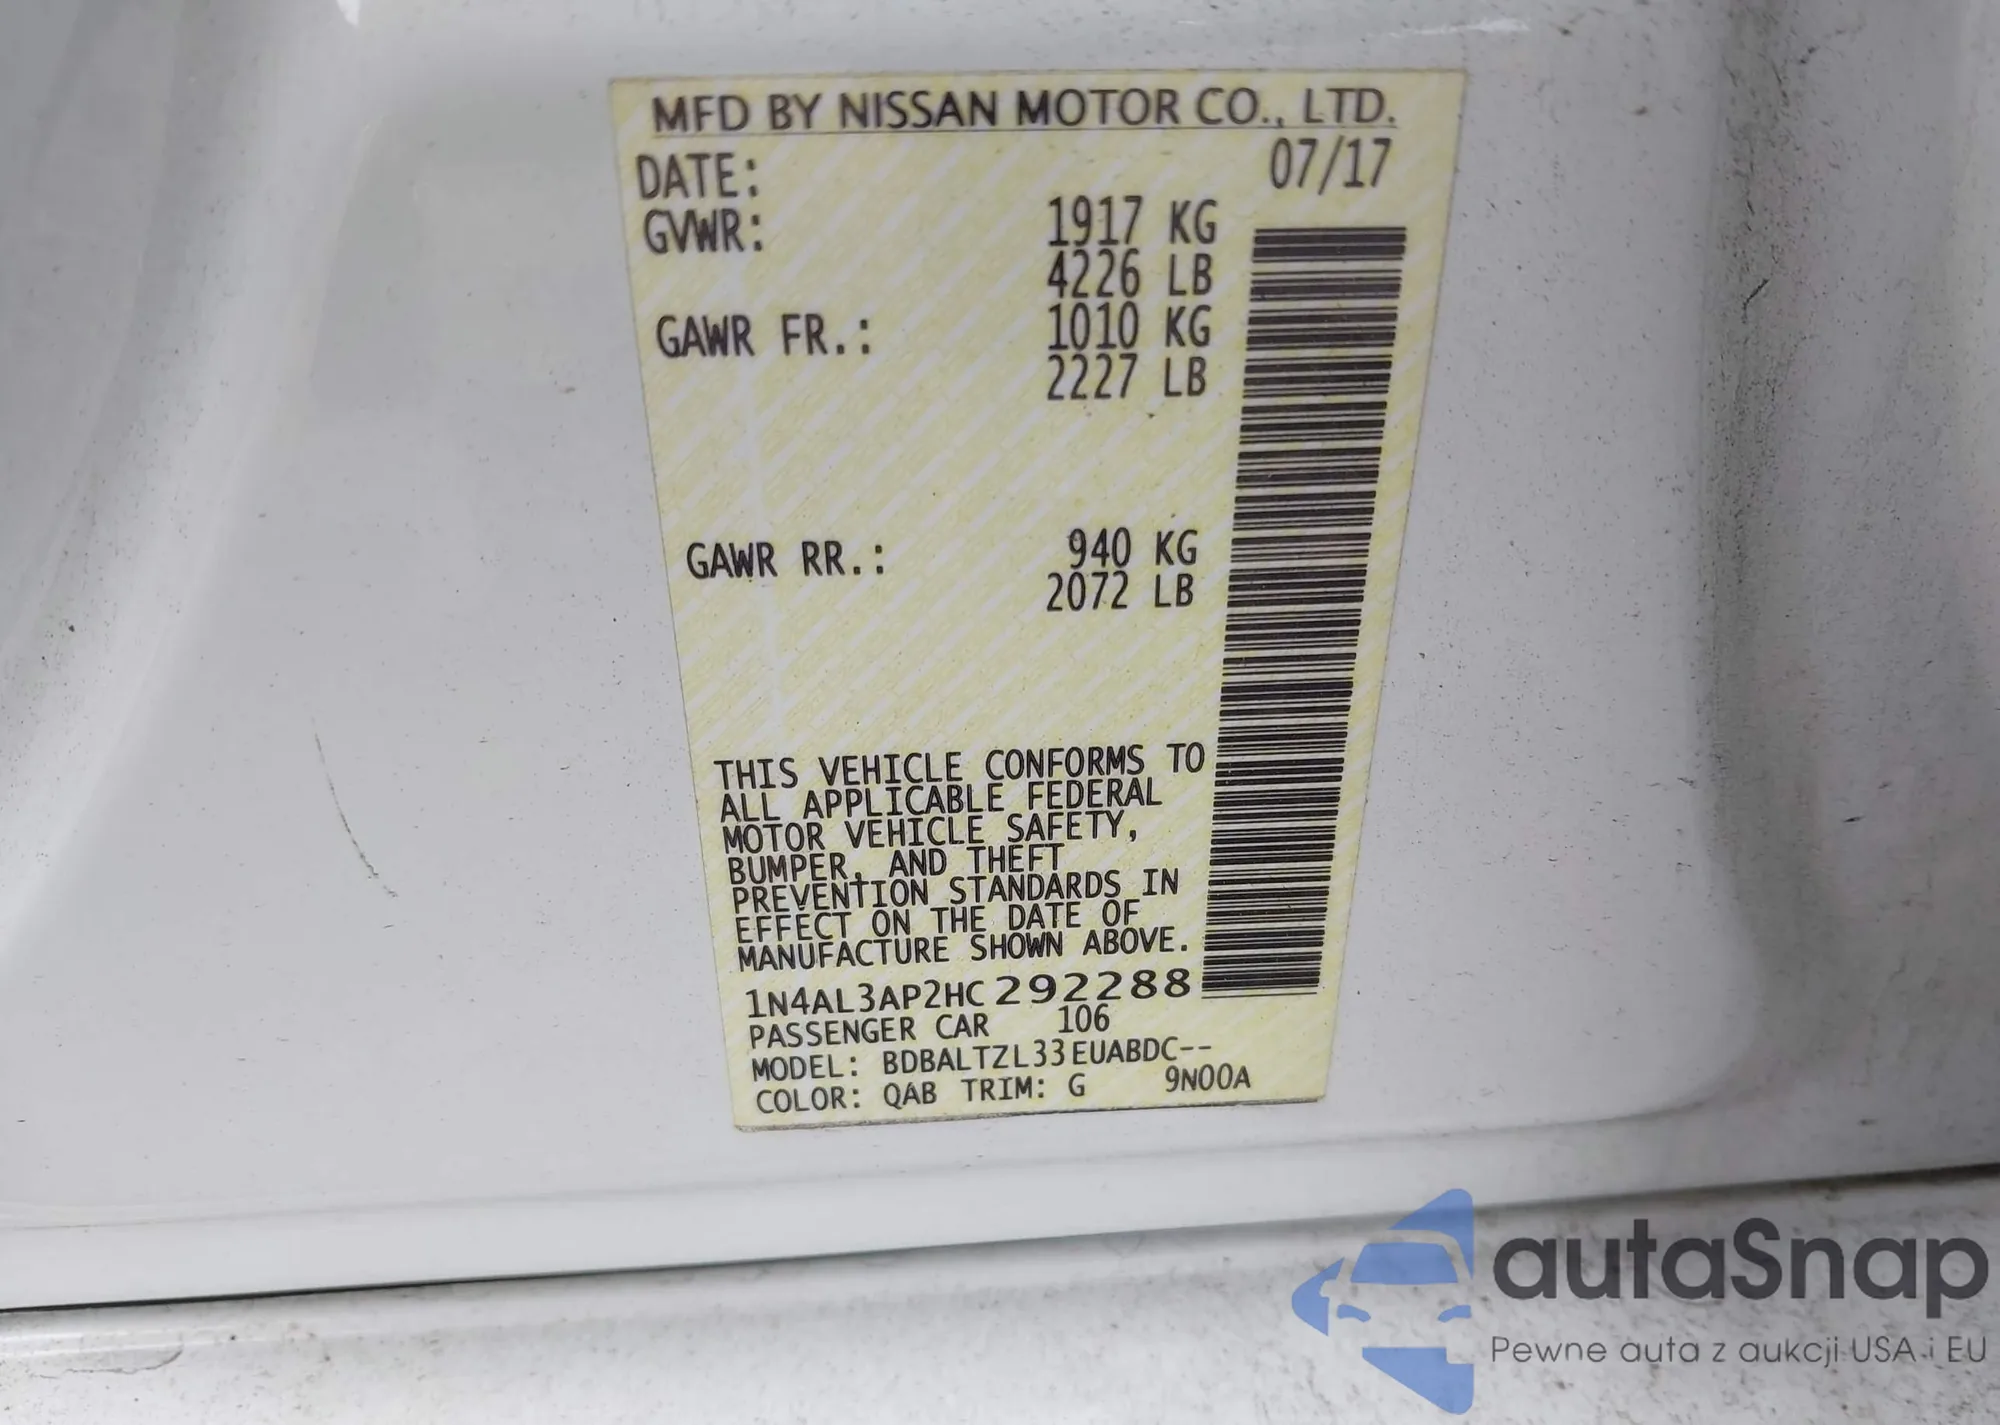 MFD BY NISSAN MOTOR CO., LTD.
DATE: 07/17
GVWR: 1917 KG
4226 LB
GAWR FR.: 1010 KG
2227 LB
GAWR RR.: 940 KG
2072 LB
THIS VEHICLE CONFORMS TO
ALL APPLICABLE FEDERAL
MOTOR VEHICLE SAFETY,
BUMPER, AND THEFT
PREVENTION STANDARDS IN
EFFECT ON THE DATE OF
MANUFACTURE SHOWN ABOVE.
1N4AL3AP2HC292288
PASSENGER CAR 106
MODEL: BDBALTZL33EUABDC--
COLOR: QAB TRIM: G 9N00A
autaSnap
Pewne auta z aukcji USA i EU